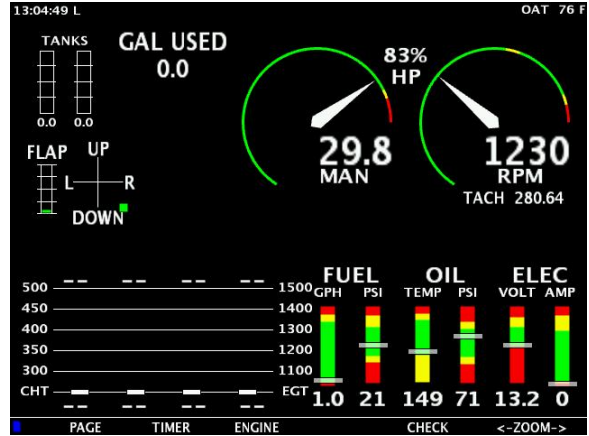 13:04:49 L
OAT 76 F
TANKS
0.0 0.0
GAL USED
0.0
83%
HP
29.8
MAN
1230
RPM
TACH 280.64
FLAP
UP
L R
DOWN
500 -- -- -- -- 1500
450 1400
400 1300
350 1200
300 1100
CHT EGT
-- -- -- --
FUEL OIL ELEC
GPH PSI TEMP PSI VOLT AMP
1.0 21 149 71 13.2 0
PAGE TIMER ENGINE CHECK <-ZOOM->